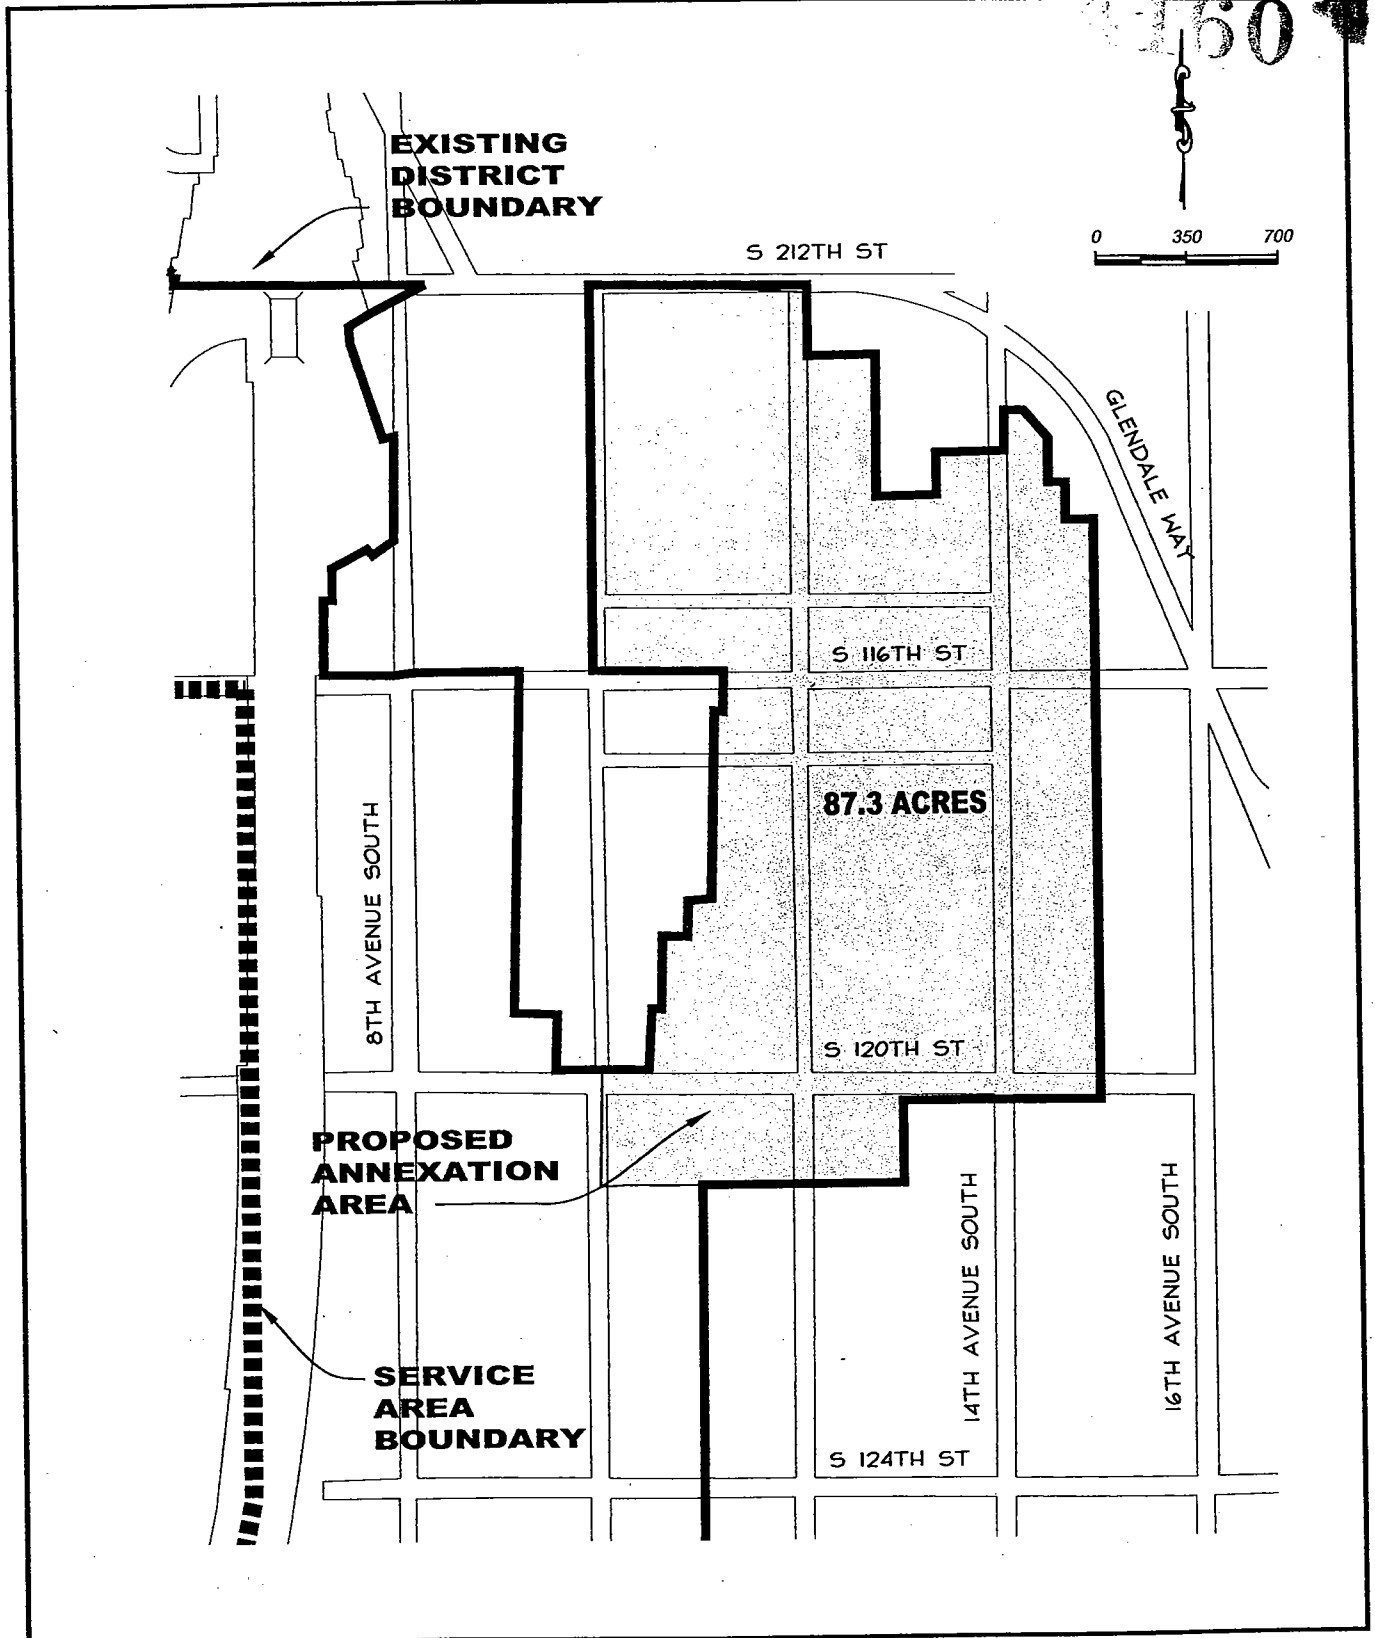 160
EXISTING
DISTRICT
BOUNDARY
S 212TH ST
0 350 700
GLENDALE WAY
S 116TH ST
87.3 ACRES
8TH AVENUE SOUTH
S 120TH ST
PROPOSED
ANNEXATION
AREA
14TH AVENUE SOUTH
16TH AVENUE SOUTH
SERVICE
AREA
BOUNDARY
S 124TH ST